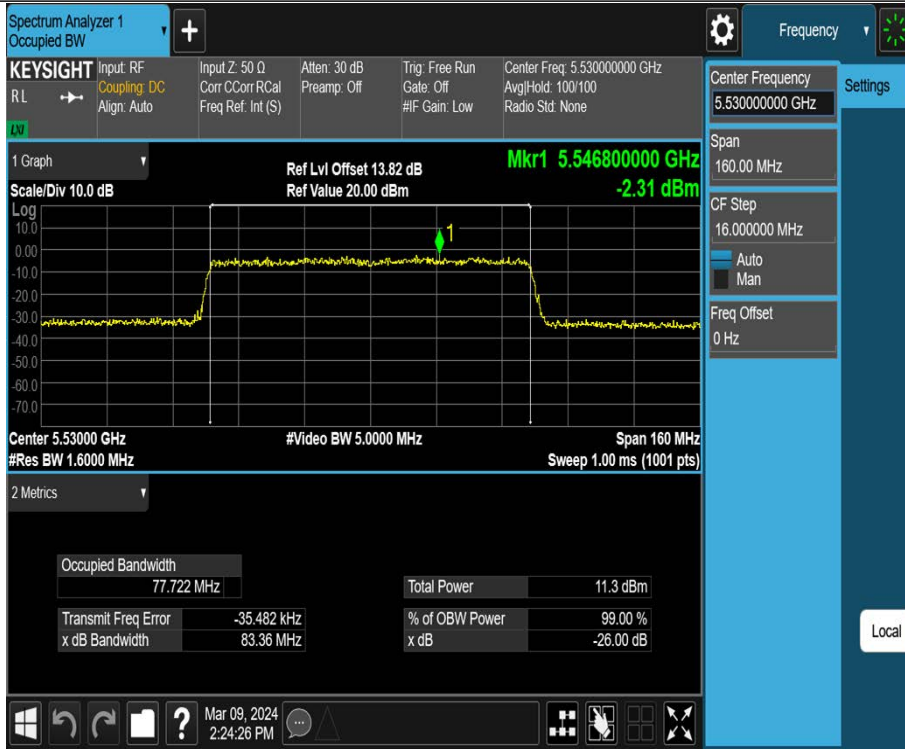 Spectrum Analyzer 1
Occupied BW
+
Frequency
KEYSIGHT
R L
LXI
Input: RF
Coupling: DC
Align: Auto
Input Z: 50 Ω
Corr CCorr RCal
Freq Ref: Int (S)
Atten: 30 dB
Preamp: Off
Trig: Free Run
Gate: Off
#IF Gain: Low
Center Freq: 5.530000000 GHz
Avg|Hold: 100/100
Radio Std: None
Center Frequency
5.530000000 GHz
Settings
Span
160.00 MHz
CF Step
16.000000 MHz
Auto
Man
Freq Offset
0 Hz
1 Graph
Scale/Div 10.0 dB
Ref Lvl Offset 13.82 dB
Ref Value 20.00 dBm
Mkr1 5.546800000 GHz
-2.31 dBm
Log
10.0
0.00
-10.0
-20.0
-30.0
-40.0
-50.0
-60.0
-70.0
1
Center 5.53000 GHz
#Res BW 1.6000 MHz
#Video BW 5.0000 MHz
Span 160 MHz
Sweep 1.00 ms (1001 pts)
2 Metrics
Occupied Bandwidth
77.722 MHz
Total Power 11.3 dBm
Transmit Freq Error -35.482 kHz
% of OBW Power 99.00 %
x dB Bandwidth 83.36 MHz
x dB -26.00 dB
Local
?
Mar 09, 2024
2:24:26 PM